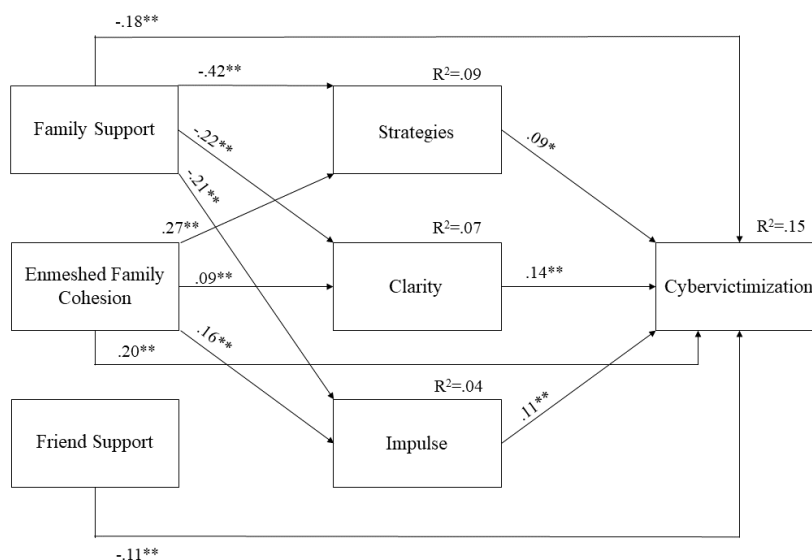 -.18**
-.42**
R²=.09
Family Support
Strategies
-.22**
.09*
-.21**
.27**
R²=.07
R²=.15
Enmeshed Family
Cohesion
.09**
Clarity
.14**
Cybervictimization
.16**
.20**
R²=.04
.11**
Friend Support
Impulse
-.11**